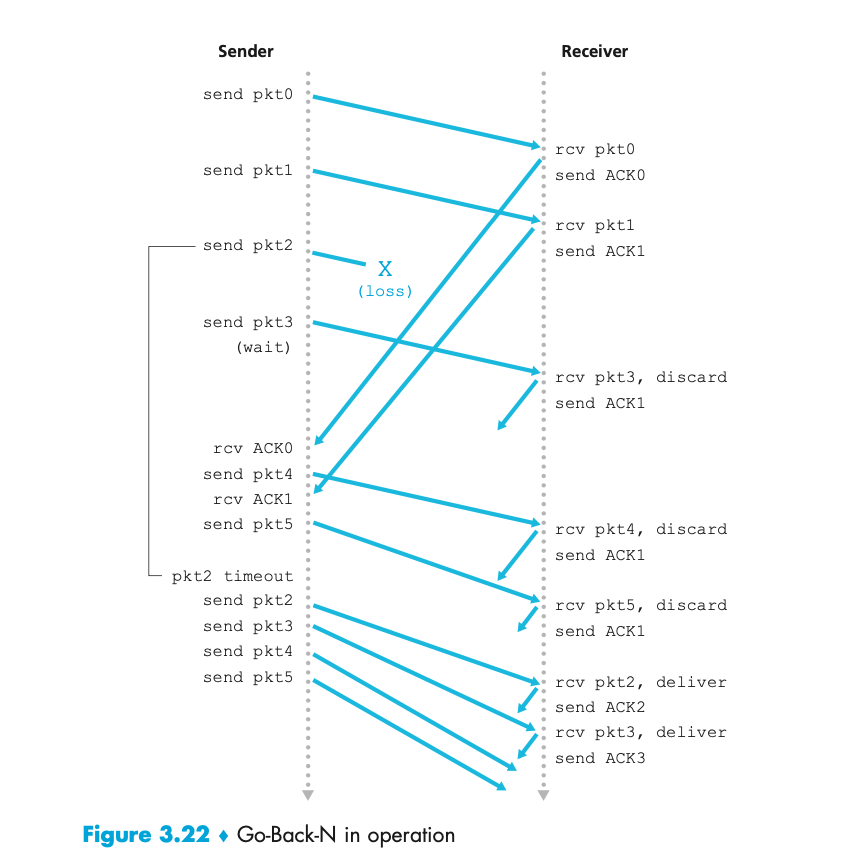 Sender
Receiver
send pkt0
rcv pkt0
send pkt1
send ACK0
rcv pkt1
send pkt2
send ACK1
X
(loss)
send pkt3
(wait)
rcv pkt3, discard
send ACK1
rcv ACK0
send pkt4
rcv ACK1
send pkt5
rcv pkt4, discard
send ACK1
pkt2 timeout
send pkt2
rcv pkt5, discard
send pkt3
send ACK1
send pkt4
send pkt5
rcv pkt2, deliver
send ACK2
rcv pkt3, deliver
send ACK3
Figure 3.22 ♦ Go-Back-N in operation